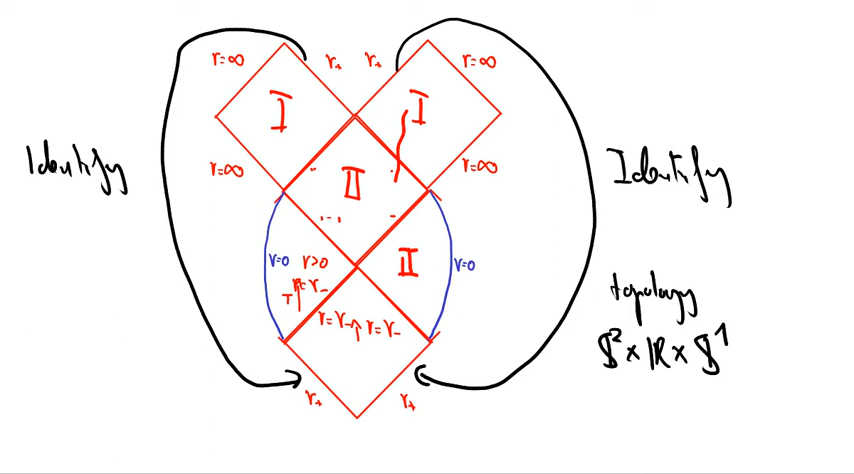 r=∞ r₊ r₊ r=∞
I I
Identify Identify
r=∞ II r=∞
r=0 r>0 II r=0
r=r₋
r=r₋ r=r₋
topology
S² × ℝ × S¹
r₊ r₊